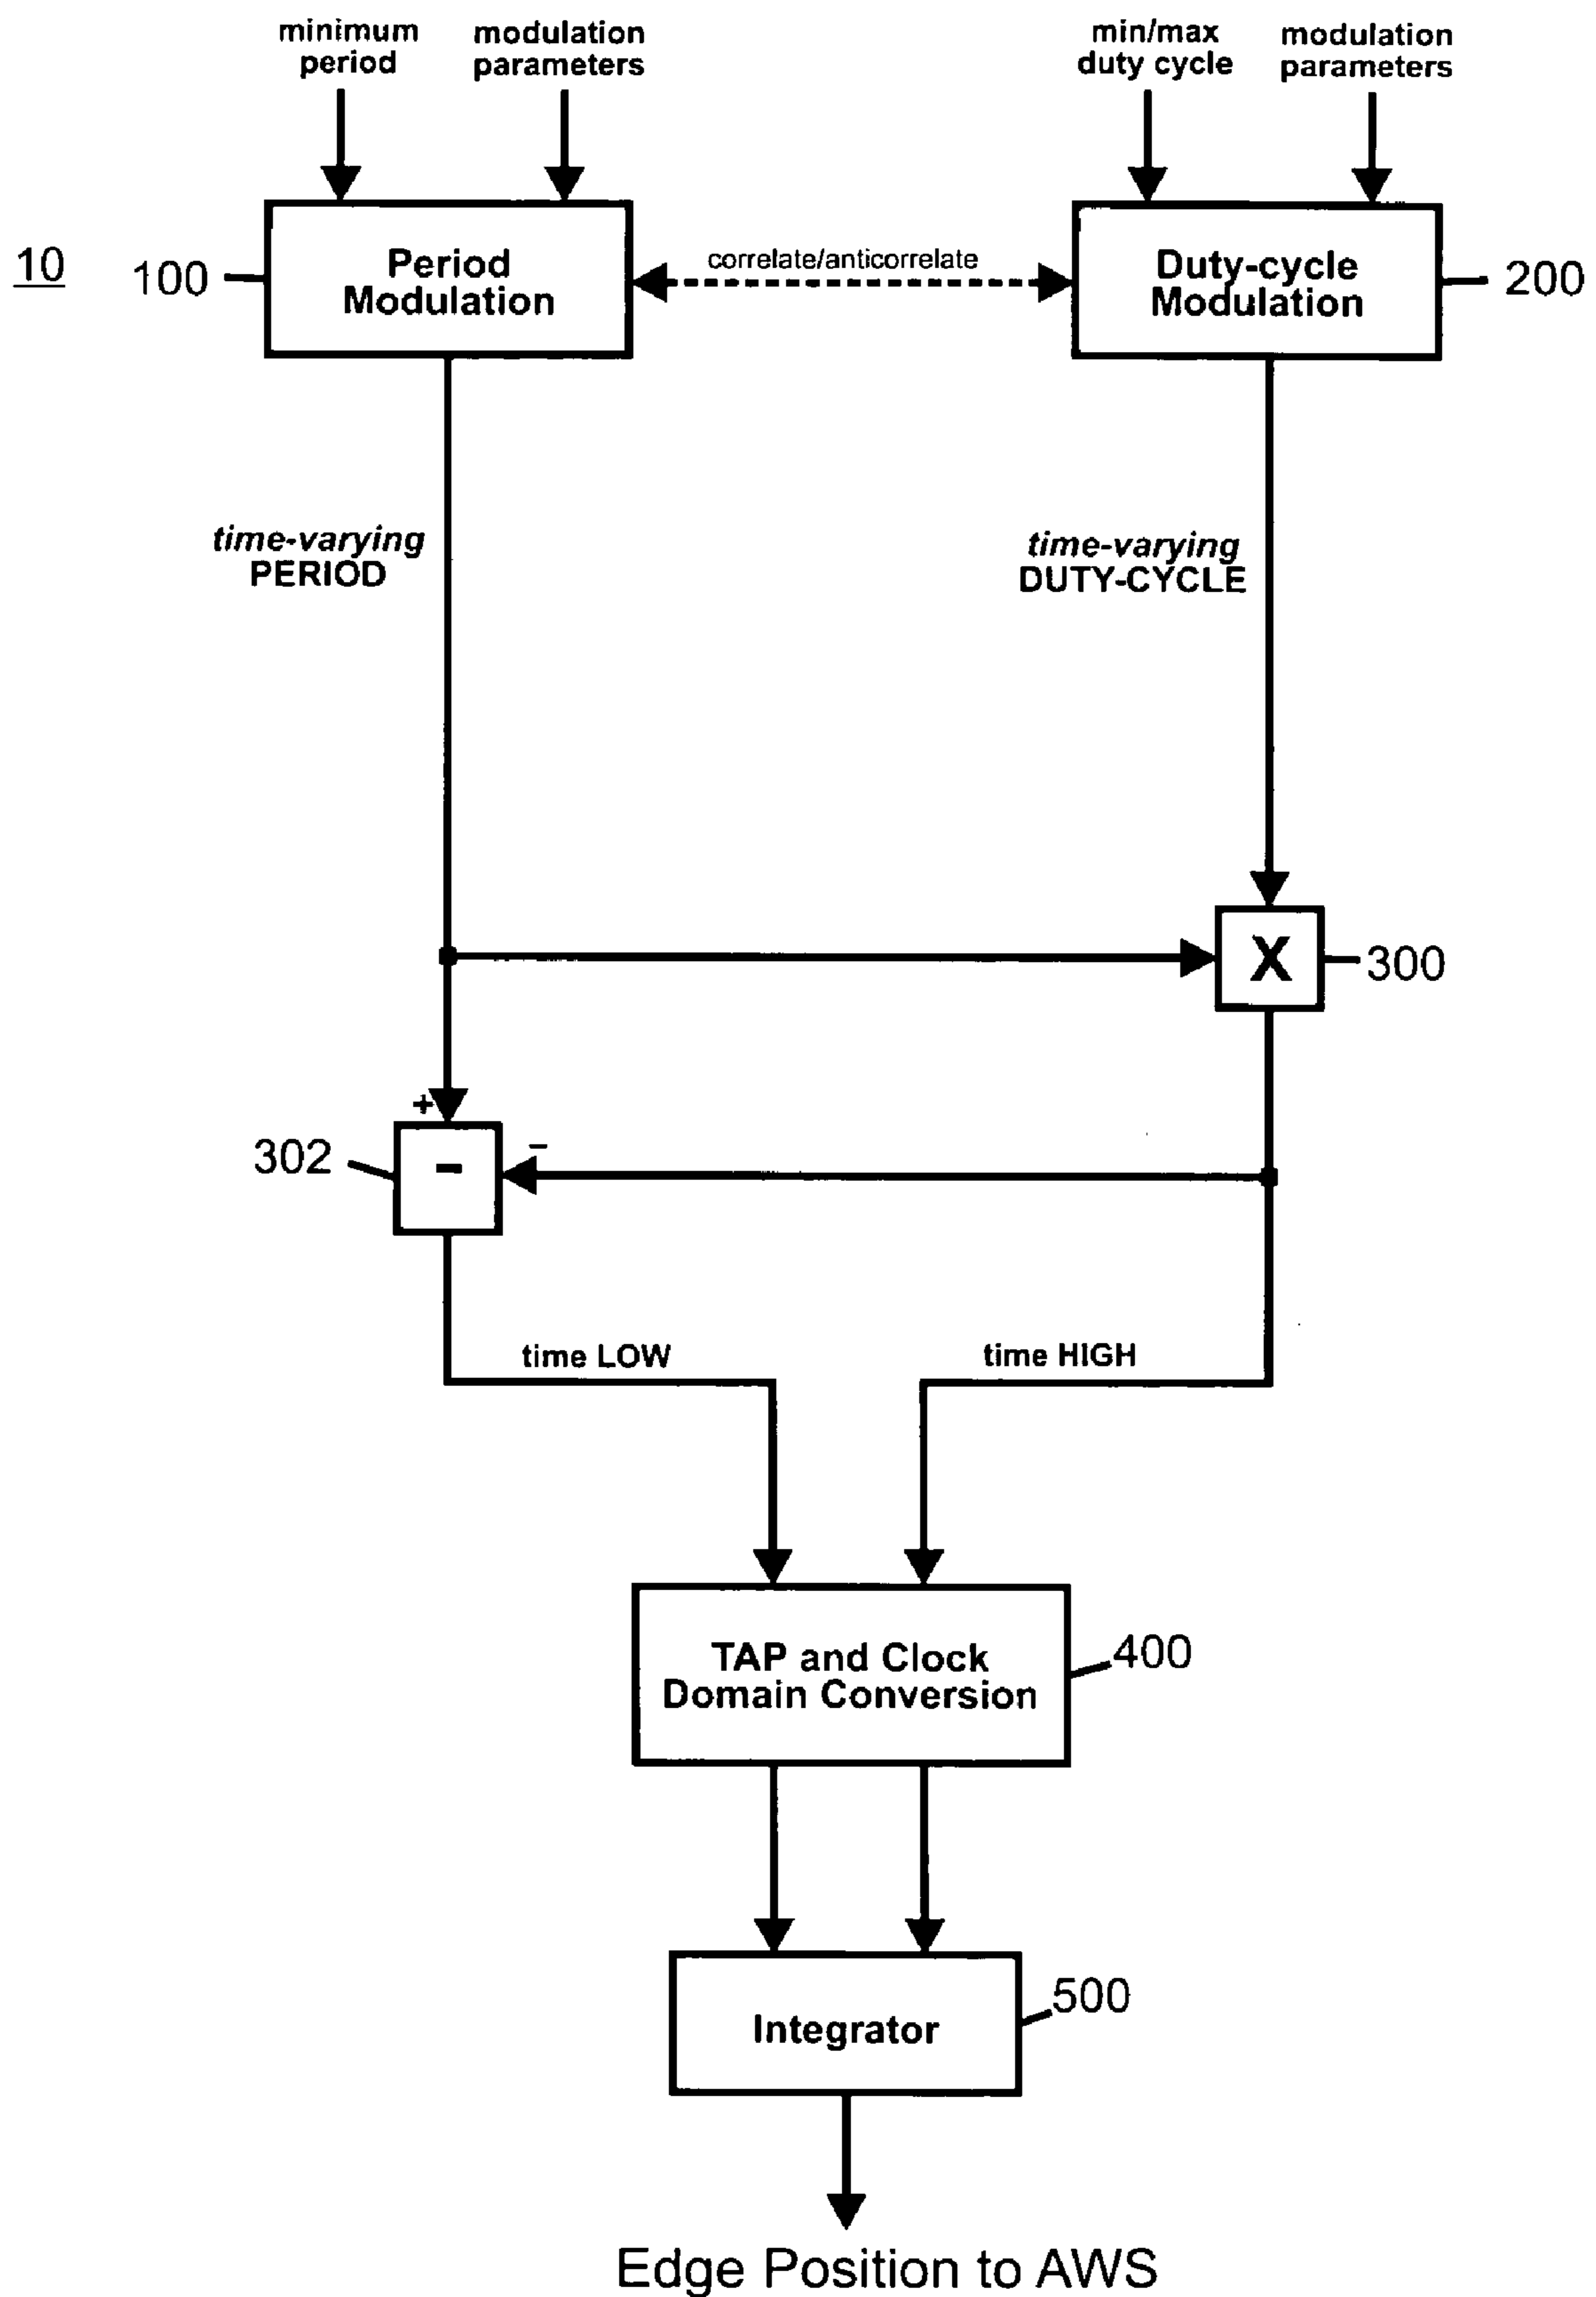 minimum
period
modulation
parameters
min/max
duty cycle
modulation
parameters
10
100
Period
Modulation
correlate/anticorrelate
Duty-cycle
Modulation
200
time-varying
PERIOD
time-varying
DUTY-CYCLE
X
300
+
302
-
-
time LOW
time HIGH
TAP and Clock
Domain Conversion
400
Integrator
500
Edge Position to AWS